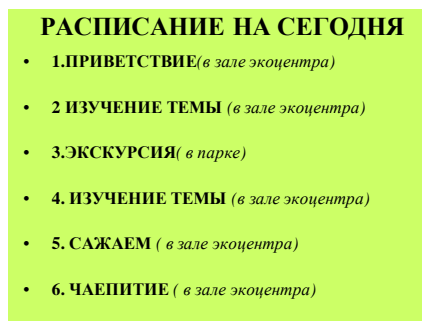 РАСПИСАНИЕ НА СЕГОДНЯ
• 1.ПРИВЕТСТВИЕ(в зале экоцентра)
• 2 ИЗУЧЕНИЕ ТЕМЫ (в зале экоцентра)
• 3.ЭКСКУРСИЯ( в парке)
• 4. ИЗУЧЕНИЕ ТЕМЫ (в зале экоцентра)
• 5. САЖАЕМ ( в зале экоцентра)
• 6. ЧАЕПИТИЕ ( в зале экоцентра)